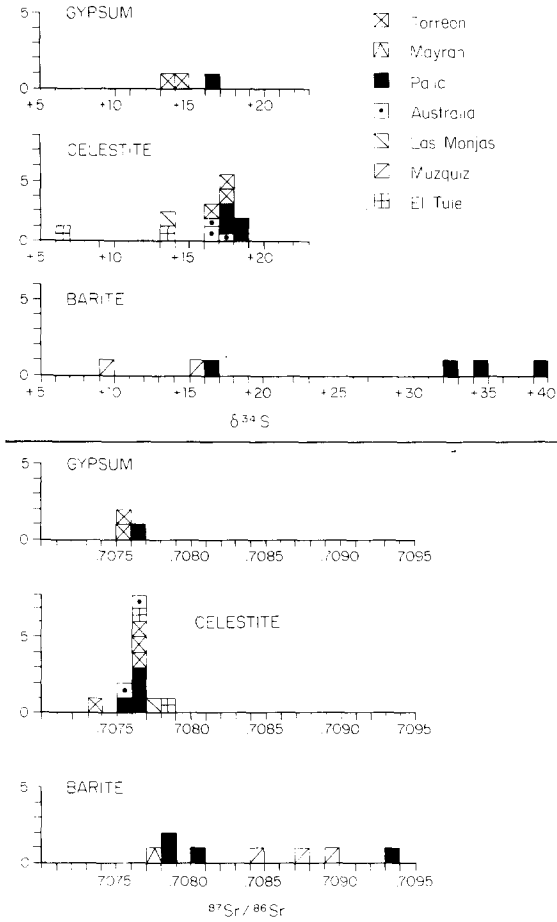 GYPSUM
5
0
+5 +10 +15 +20
Torreon
Mayran
Australia
Las Monjas
Muzquiz
El Tule
CELESTITE
5
0
+5 +10 +15 +20
BARITE
5
0
+5 +10 +15 +20 +25 +30 +35 +40
δ³⁴S
GYPSUM
5
0
.7075 .7080 .7085 .7090 .7095
CELESTITE
5
0
.7075 .7080 .7085 .7090 .7095
BARITE
5
0
.7075 .7080 .7085 .7090 .7095
⁸⁷Sr/⁸⁶Sr